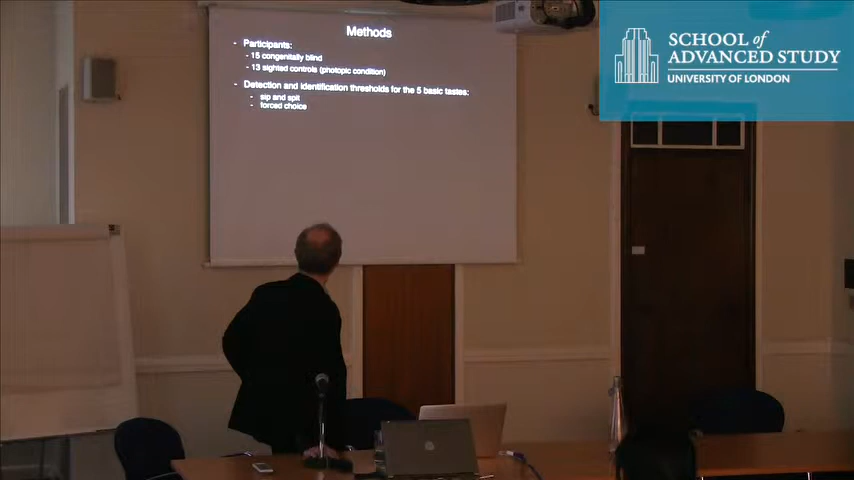 Methods
- Participants:
- 15 congenitally blind
- 13 sighted controls (photopic condition)
- Detection and identification thresholds for the 5 basic tastes:
- sip and spit
- forced choice
SCHOOL of
ADVANCED STUDY
UNIVERSITY OF LONDON